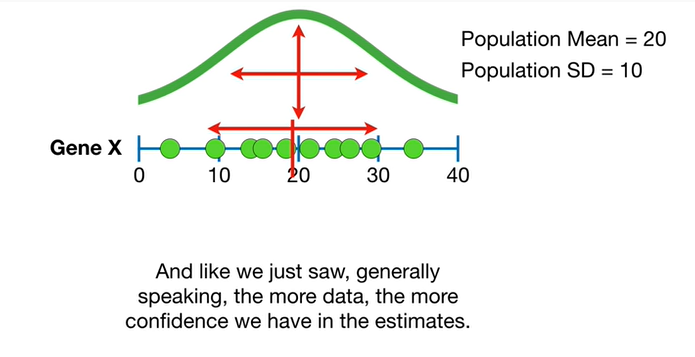 Population Mean = 20
Population SD = 10
Gene X
0 10 20 30 40
And like we just saw, generally
speaking, the more data, the more
confidence we have in the estimates.